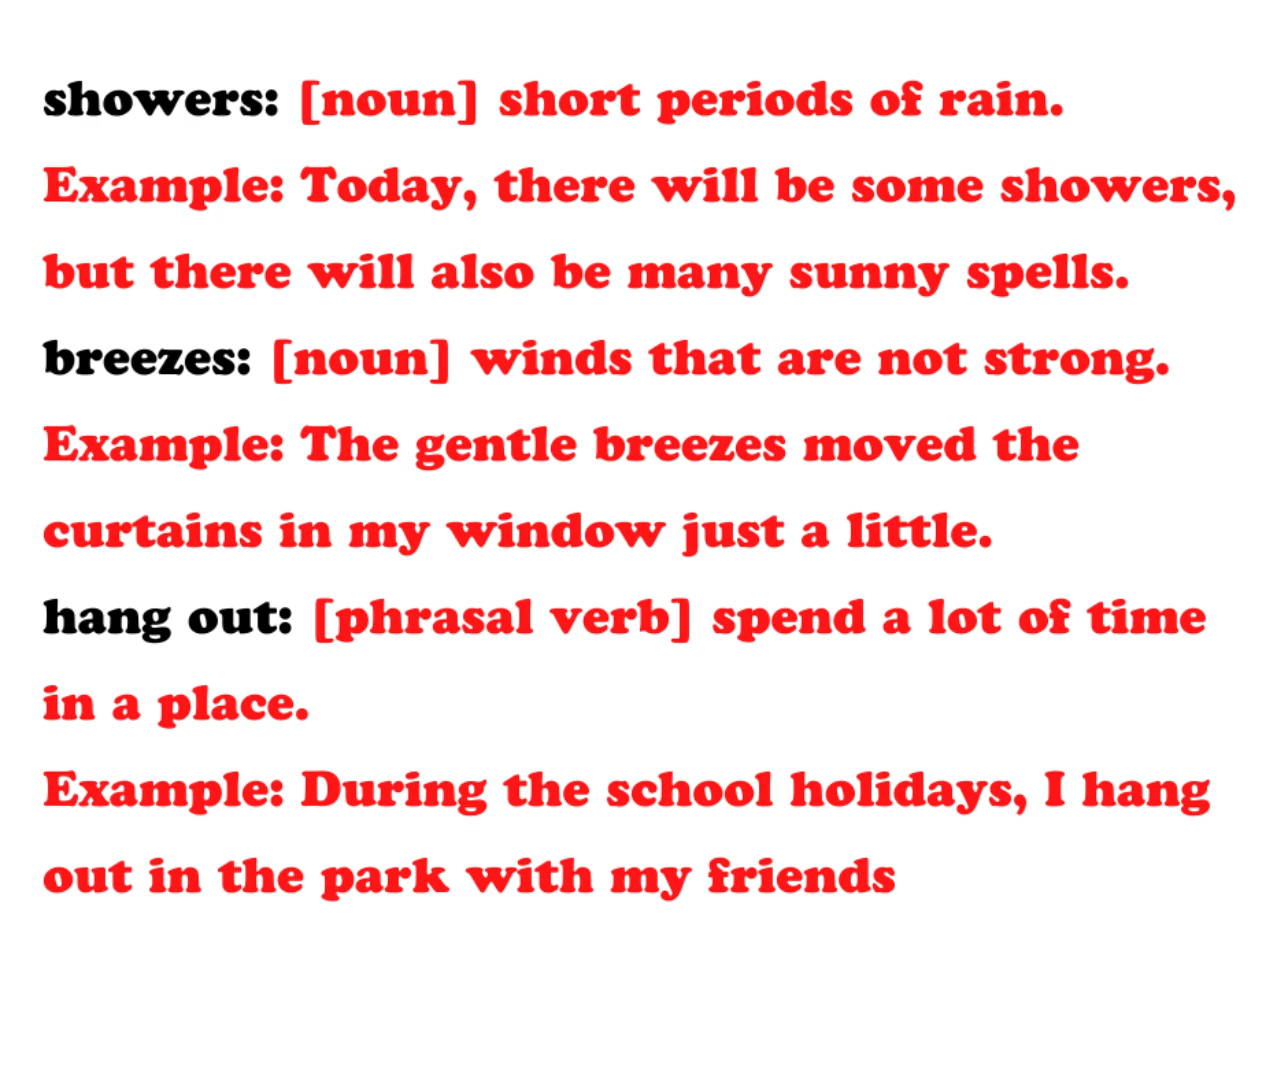 showers: [noun] short periods of rain.
Example: Today, there will be some showers,
but there will also be many sunny spells.
breezes: [noun] winds that are not strong.
Example: The gentle breezes moved the
curtains in my window just a little.
hang out: [phrasal verb] spend a lot of time
in a place.
Example: During the school holidays, I hang
out in the park with my friends